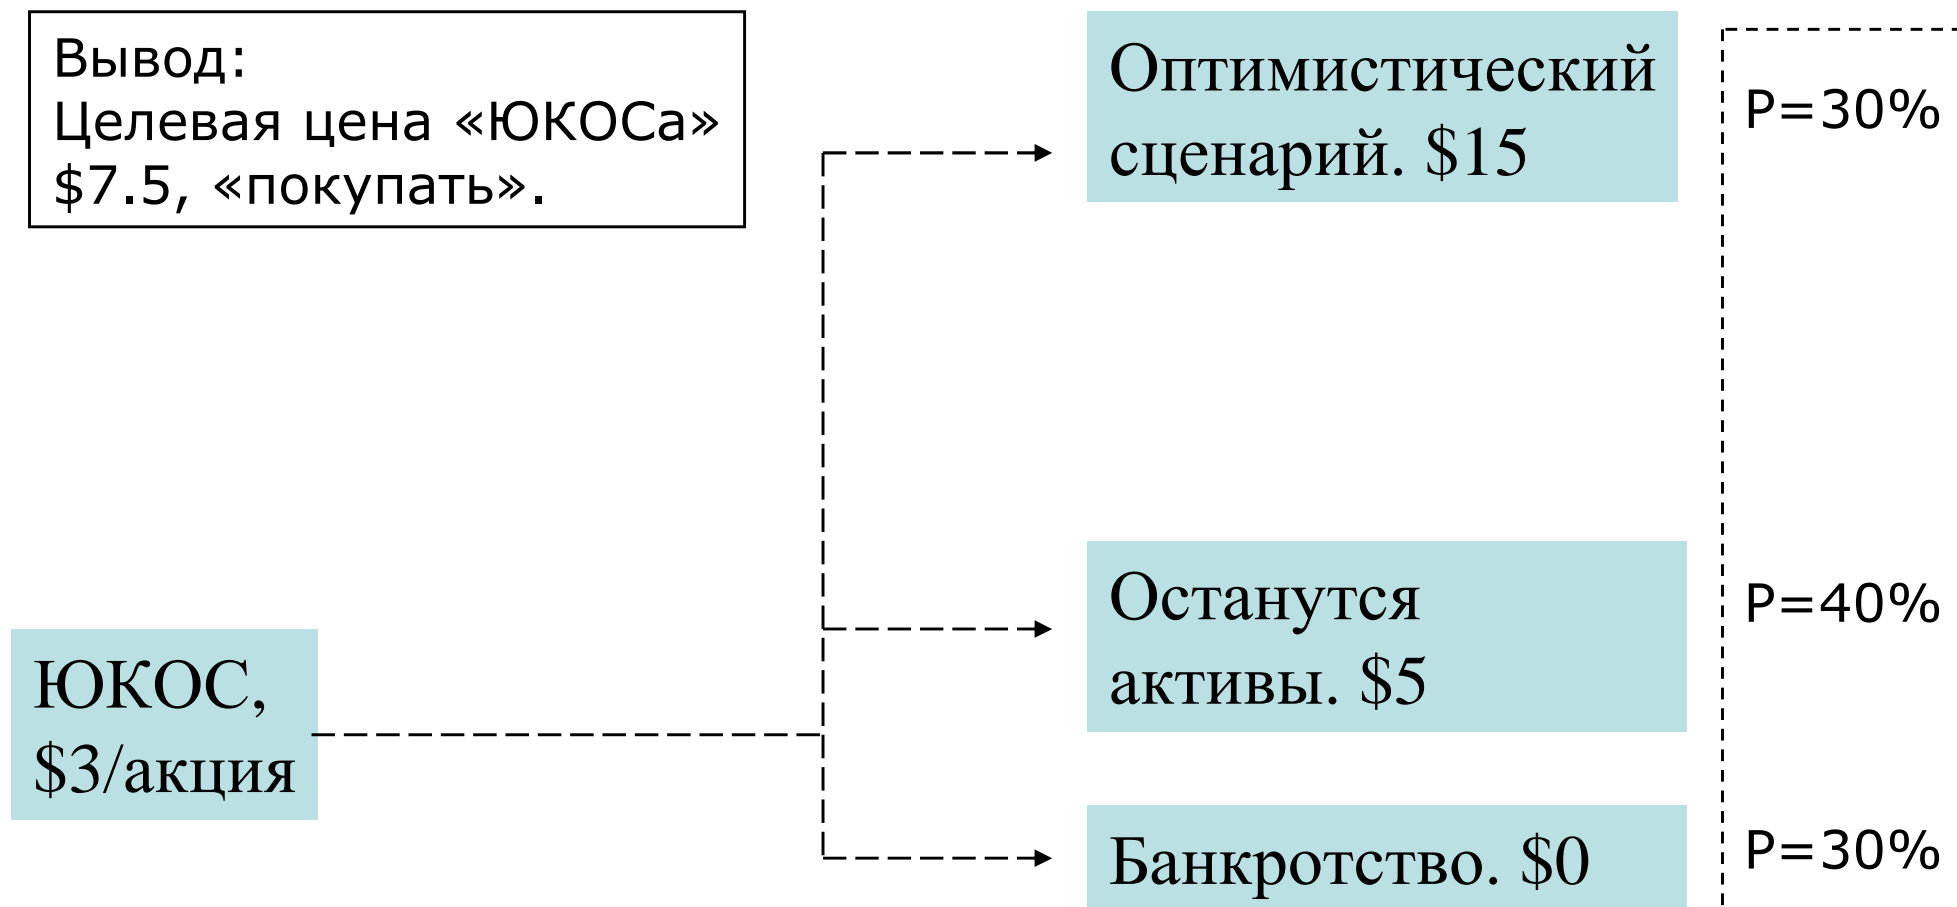 Вывод:
Целевая цена «ЮКОСа»
$7.5, «покупать».
Оптимистический
сценарий. $15
P=30%
Останутся
активы. $5
P=40%
ЮКОС,
$3/акция
Банкротство. $0
P=30%